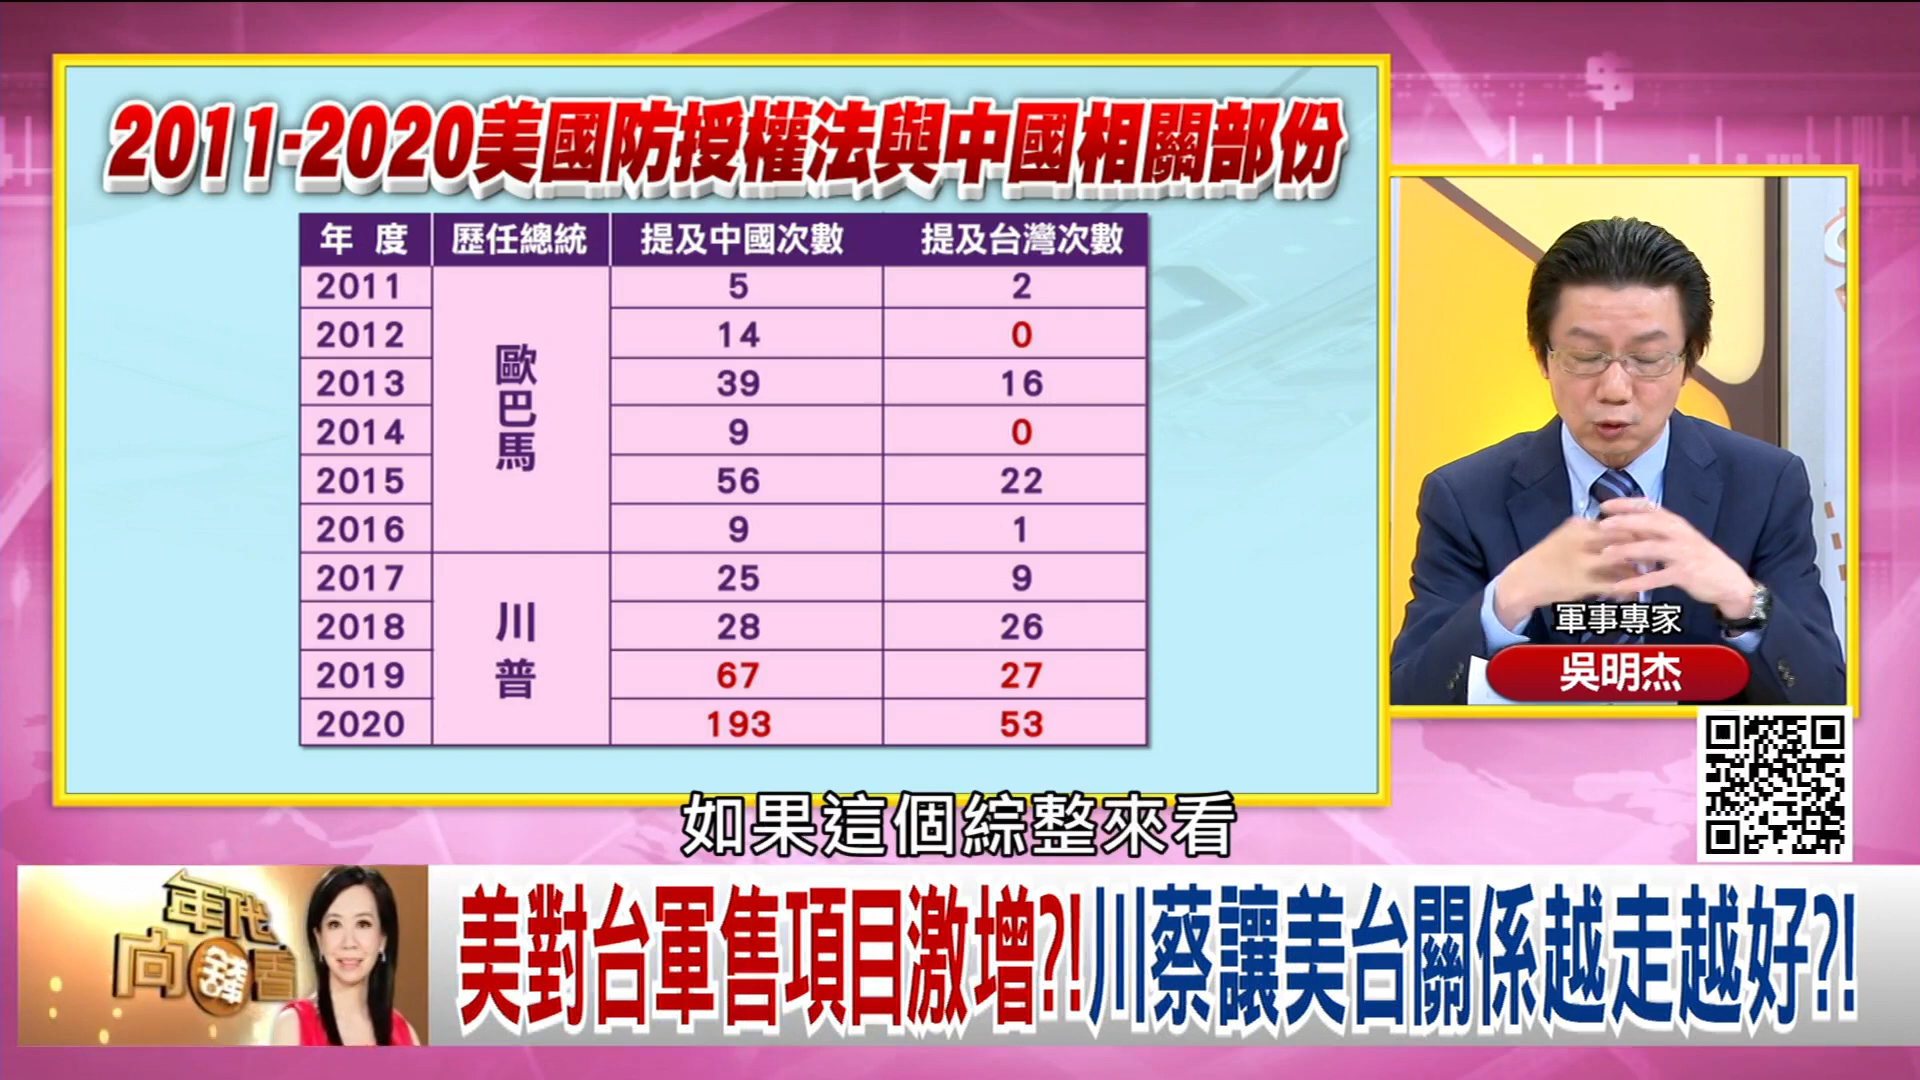 2011-2020美國防授權法與中國相關部份
年 度 歷任總統 提及中國次數 提及台灣次數
2011 歐巴馬 5 2
2012 14 0
2013 39 16
2014 9 0
2015 56 22
2016 9 1
2017 川普 25 9
2018 28 26
2019 67 27
2020 193 53
軍事專家
吳明杰
如果這個綜整來看
年代
向錢看
美對台軍售項目激增?!川蔡讓美台關係越走越好?!